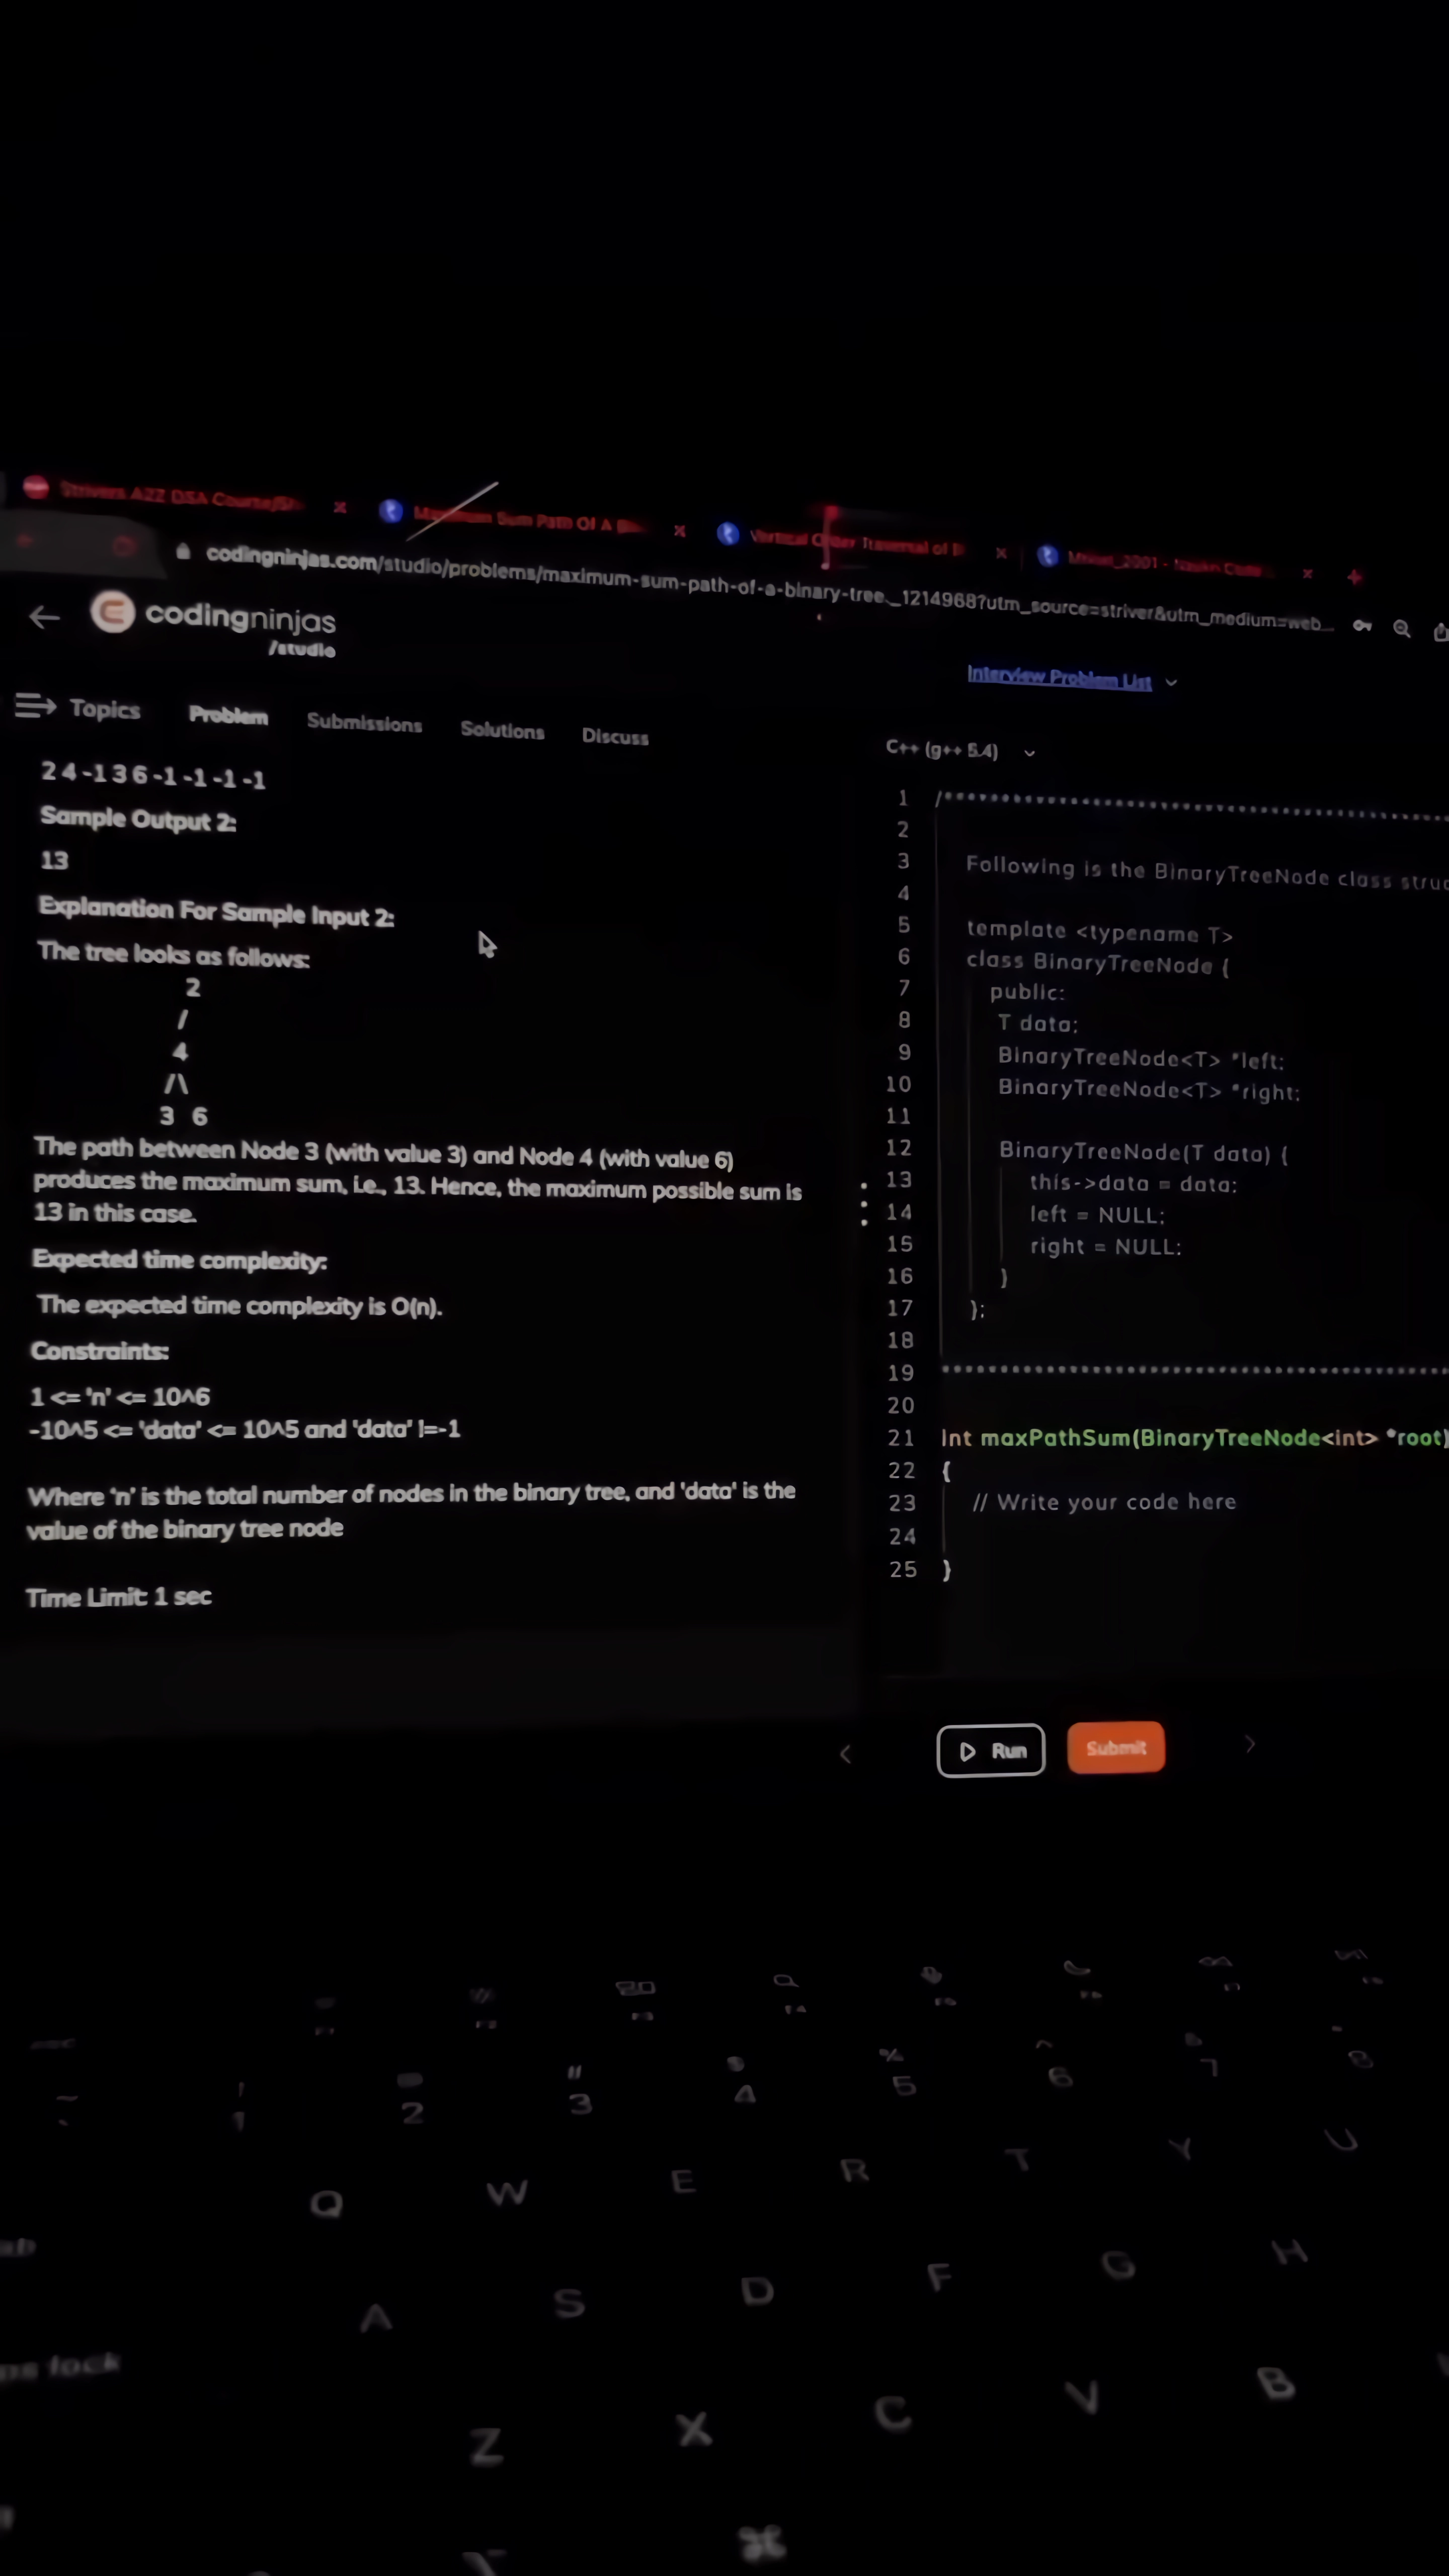 Strivers A2Z DSA Course/S
Maximum Sum Path Of A
Vertical Order Traversal of
codingninjas.com/studio/problems/maximum-sum-path-of-a-binary-tree._1214968?utm_source=striver&utm_medium=web...
codingninjas
/studio
Interview Problem List
Topics Problem Submissions Solutions Discuss
2 4 -1 3 6 -1 -1 -1 -1
Sample Output 2:
13
Explanation For Sample Input 2:
The tree looks as follows:
2
/
4
/\
3 6
The path between Node 3 (with value 3) and Node 4 (with value 6)
produces the maximum sum, i.e., 13. Hence, the maximum possible sum is
13 in this case.
Expected time complexity:
The expected time complexity is O(n).
Constraints:
1 <= 'n' <= 10^6
-10^5 <= 'data' <= 10^5 and 'data' !=-1
Where 'n' is the total number of nodes in the binary tree, and 'data' is the
value of the binary tree node
Time Limit: 1 sec
C++ (g++ 5.4)
1 /************************************************
2
3 Following is the BinaryTreeNode class struc
4
5 template <typename T>
6 class BinaryTreeNode {
7 public:
8 T data;
9 BinaryTreeNode<T> *left;
10 BinaryTreeNode<T> *right;
11
12 BinaryTreeNode(T data) {
13 this->data = data;
14 left = NULL;
15 right = NULL;
16 }
17 };
18
19 ************************************************
20
21 int maxPathSum(BinaryTreeNode<int> *root)
22 {
23 // Write your code here
24
25 }
Run Submit
~ ! # $ % ^
1 2 3 4 5 6 7 8
Q W E R T Y U
A S D F G H
Z X C V B
⌘